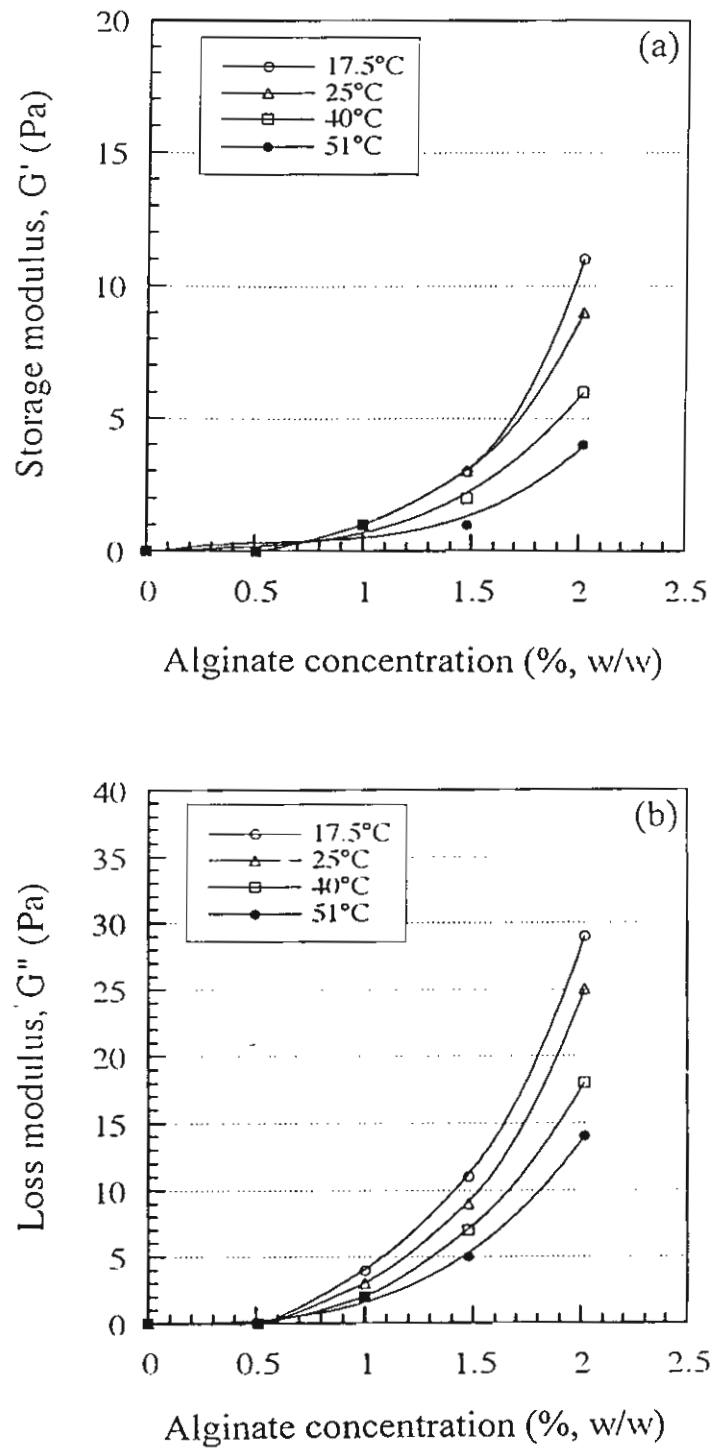 20
(a)
17.5°C
25°C
40°C
51°C
15
10
5
0
Storage modulus, G' (Pa)
0 0.5 1 1.5 2 2.5
Alginate concentration (%, w/w)
40
(b)
17.5°C
25°C
40°C
51°C
35
30
25
20
15
10
5
0
Loss modulus, G" (Pa)
0 0.5 1 1.5 2 2.5
Alginate concentration (%, w/w)